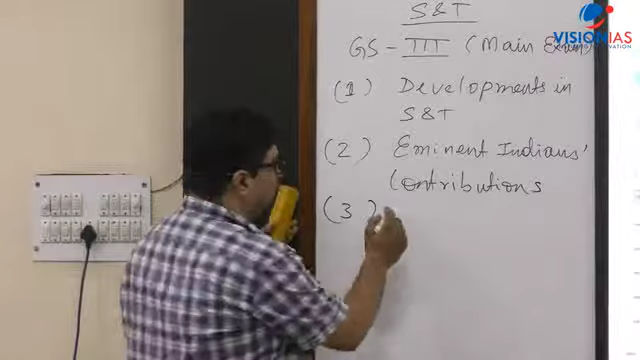 S&T
VISIONIAS
GS - III (Main Exam)
(1) Developments in
S&T
(2) Eminent Indians'
Contributions
(3)